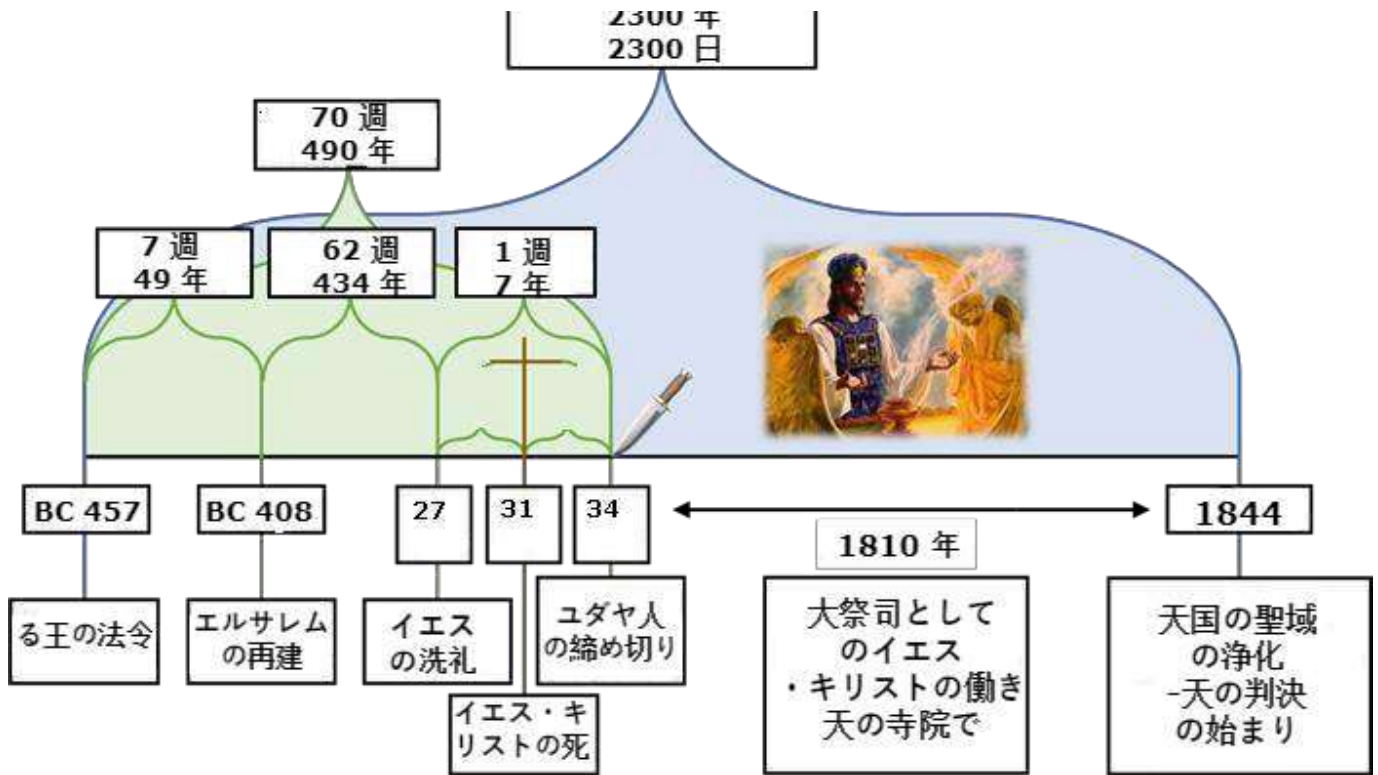 2300 年
2300 日
70 週
490 年
7 週
49 年
62 週
434 年
1 週
7 年
BC 457
BC 408
27
31
34
1844
1810 年
る王の法令
エルサレム
の再建
イエス
の洗礼
ユダヤ人
の締め切り
イエス・キ
リストの死
大祭司として
のイエス
・キリストの働き
天の寺院で
天国の聖域
の浄化
-天の判決
の始まり